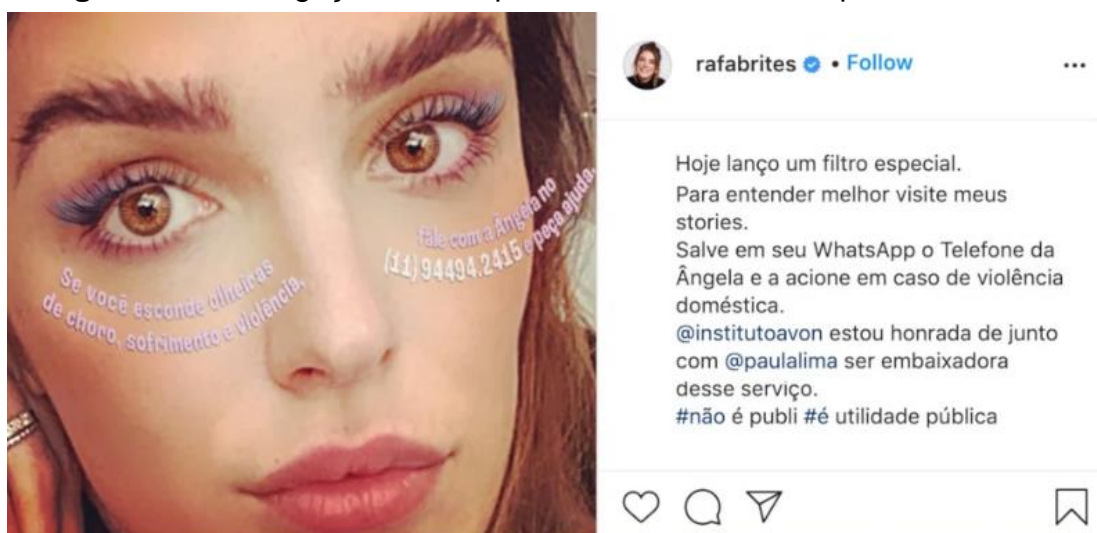 Se você esconde olheiras
de choro, sofrimento e violência,
fale com a Ângela no
(11) 94494.2415 e peça ajuda.
rafabrites • Follow
Hoje lanço um filtro especial.
Para entender melhor visite meus
stories.
Salve em seu WhatsApp o Telefone da
Ângela e a acione em caso de violência
doméstica.
@institutoavon estou honrada de junto
com @paulalima ser embaixadora
desse serviço.
#não é publi #é utilidade pública